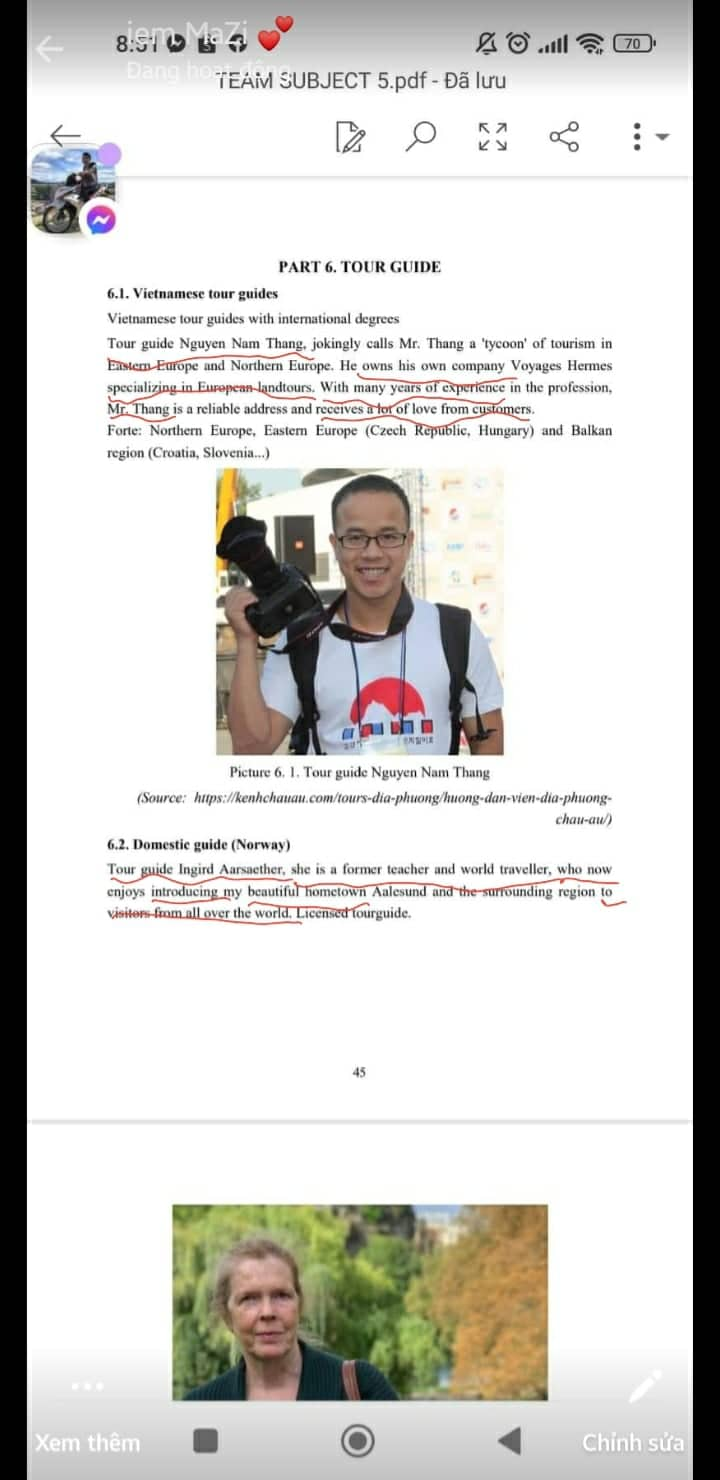 jem MaZi
8:51
70
Đang hoạt động
TEAM SUBJECT 5.pdf - Đã lưu
PART 6. TOUR GUIDE
6.1. Vietnamese tour guides
Vietnamese tour guides with international degrees
Tour guide Nguyen Nam Thang, jokingly calls Mr. Thang a 'tycoon' of tourism in
Eastern Europe and Northern Europe. He owns his own company Voyages Hermes
specializing in European landtours. With many years of experience in the profession,
Mr. Thang is a reliable address and receives a lot of love from customers.
Forte: Northern Europe, Eastern Europe (Czech Republic, Hungary) and Balkan
region (Croatia, Slovenia...)
Picture 6. 1. Tour guide Nguyen Nam Thang
(Source: https://kenhchauau.com/tours-dia-phuong/huong-dan-vien-dia-phuong-
chau-au/)
6.2. Domestic guide (Norway)
Tour guide Ingird Aarsaether, she is a former teacher and world traveller, who now
enjoys introducing my beautiful hometown Aalesund and the surrounding region to
visitors from all over the world. Licensed tourguide.
45
Xem thêm
Chỉnh sửa